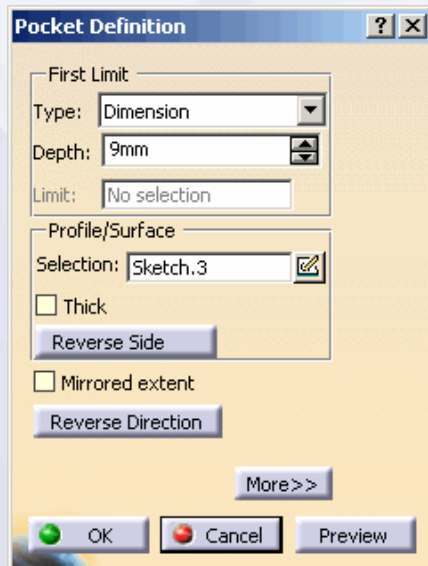 Pocket Definition ? X
First Limit
Type: Dimension
Depth: 9mm
Limit: No selection
Profile/Surface
Selection: Sketch.3
Thick
Reverse Side
Mirrored extent
Reverse Direction
More>>
OK Cancel Preview